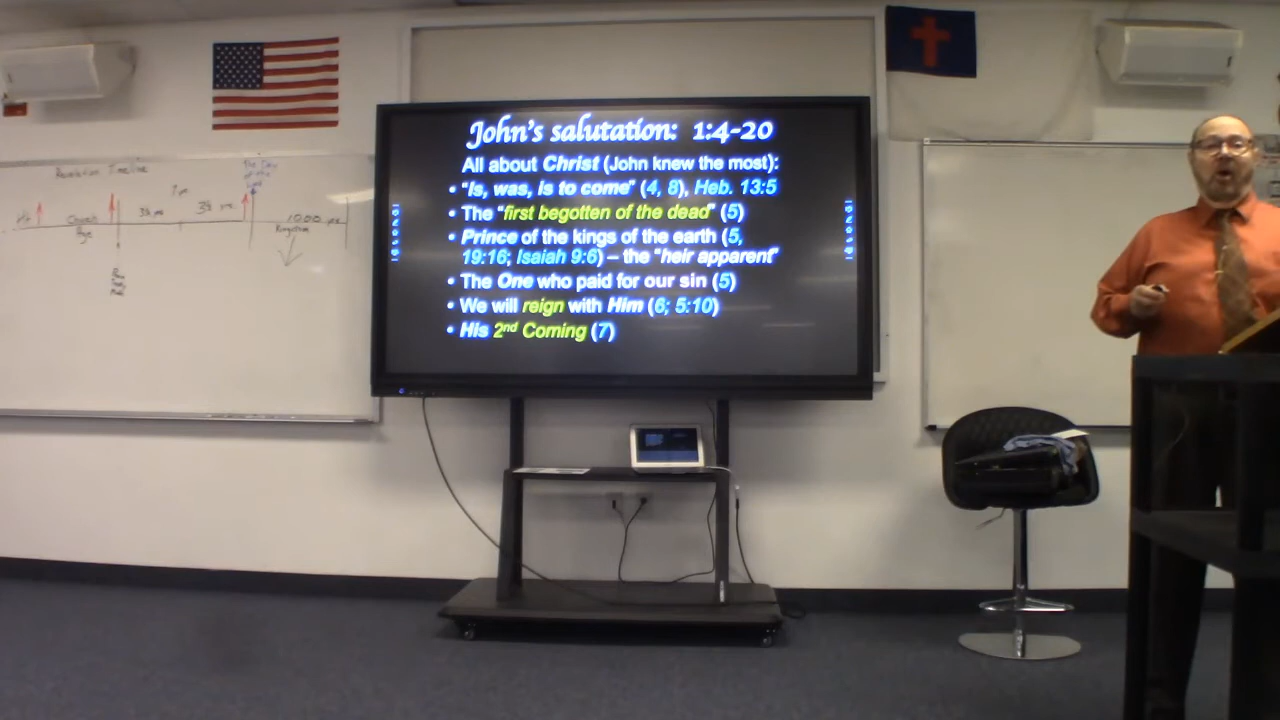 Revelation Timeline
7 yrs
Church
Age
3½ yrs
3½ yrs
1000 yrs
Kingdom
John's salutation: 1:4-20
All about Christ (John knew the most):
• "Is, was, is to come" (4, 8), Heb. 13:5
• The "first begotten of the dead" (5)
• Prince of the kings of the earth (5,
19:16; Isaiah 9:6) – the "heir apparent"
• The One who paid for our sin (5)
• We will reign with Him (6; 5:10)
• His 2nd Coming (7)